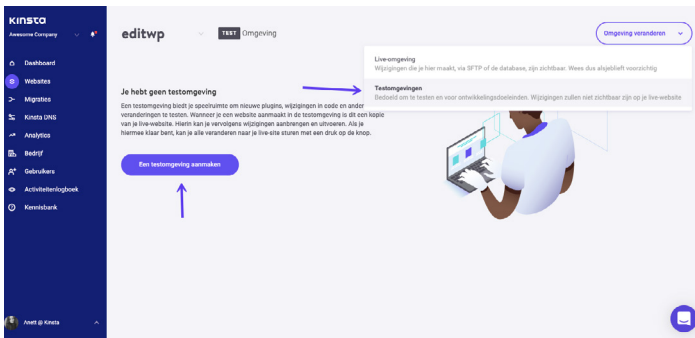 KINSTA
Awesome Company
Dashboard
Websites
Migraties
Kinsta DNS
Analytics
Bedrijf
Gebruikers
Activiteitenlogboek
Kennisbank
Anett @ Kinsta
editwp
TEST Omgeving
Omgeving veranderen
Live-omgeving
Wijzigingen die je hier maakt, via SFTP of de database, zijn zichtbaar. Wees dus alsjeblieft voorzichtig
Testomgevingen
Bedoeld om te testen en voor ontwikkelingsdoeleinden. Wijzigingen zullen niet zichtbaar zijn op je live-website
Je hebt geen testomgeving
Een testomgeving biedt je speelruimte om nieuwe plugins, wijzigingen in code en ander
veranderingen te testen. Wanneer je een website aanmaakt in de testomgeving is dit een kopie
van je live-website. Hierin kan je vervolgens wijzigingen aanbrengen en uitvoeren. Als je
hiermee klaar bent, kan je alle veranderen naar je live-site sturen met een druk op de knop.
Een testomgeving aanmaken